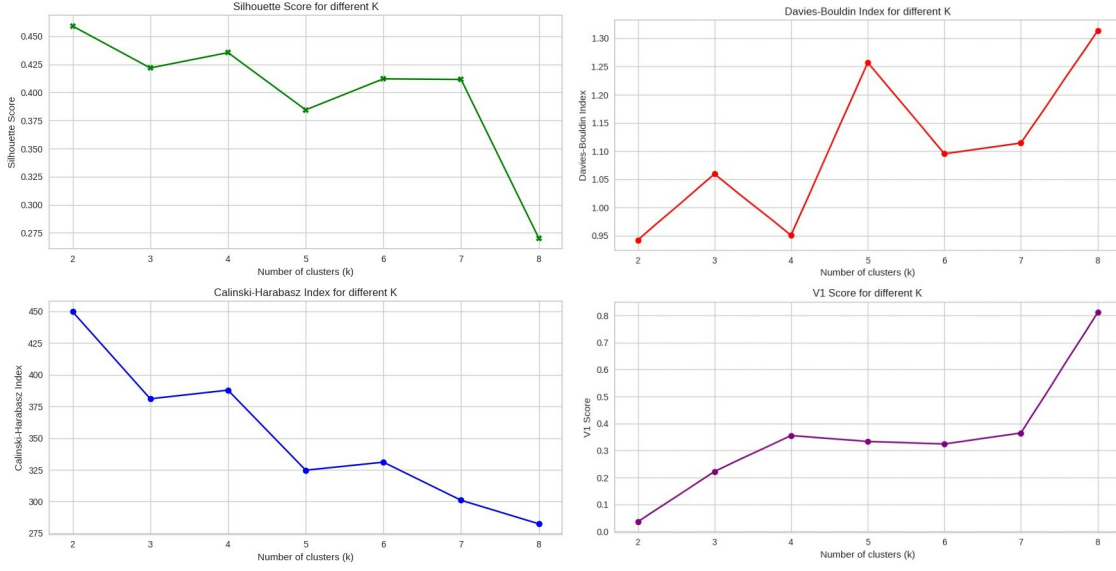 Silhouette Score for different K
Silhouette Score
0.450
0.425
0.400
0.375
0.350
0.325
0.300
0.275
2 3 4 5 6 7 8
Number of clusters (k)
Davies-Bouldin Index for different K
Davies-Bouldin Index
1.30
1.25
1.20
1.15
1.10
1.05
1.00
0.95
2 3 4 5 6 7 8
Number of clusters (k)
Calinski-Harabasz Index for different K
Calinski-Harabasz Index
450
425
400
375
350
325
300
275
2 3 4 5 6 7 8
Number of clusters (k)
V1 Score for different K
V1 Score
0.8
0.7
0.6
0.5
0.4
0.3
0.2
0.1
0.0
2 3 4 5 6 7 8
Number of clusters (k)